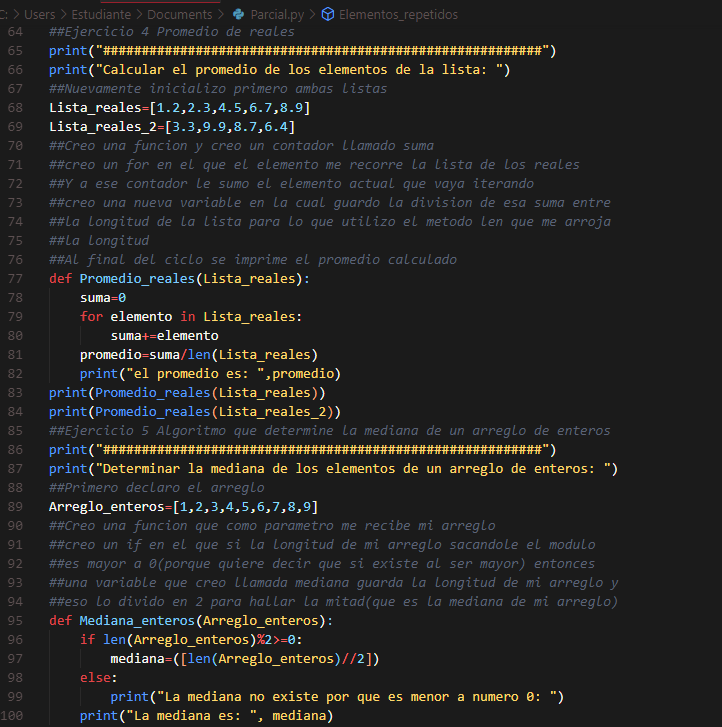 C: > Users > Estudiante > Documents > Parcial.py > Elementos_repetidos
64 ##Ejercicio 4 Promedio de reales
65 print("##########################################################")
66 print("Calcular el promedio de los elementos de la lista: ")
67 ##Nuevamente inicializo primero ambas listas
68 Lista_reales=[1.2,2.3,4.5,6.7,8.9]
69 Lista_reales_2=[3.3,9.9,8.7,6.4]
70 ##Creo una funcion y creo un contador llamado suma
71 ##creo un for en el que el elemento me recorre la lista de los reales
72 ##Y a ese contador le sumo el elemento actual que vaya iterando
73 ##creo una nueva variable en la cual guardo la division de esa suma entre
74 ##la longitud de la lista para lo que utilizo el metodo len que me arroja
75 ##la longitud
76 ##Al final del ciclo se imprime el promedio calculado
77 def Promedio_reales(Lista_reales):
78     suma=0
79     for elemento in Lista_reales:
80         suma+=elemento
81     promedio=suma/len(Lista_reales)
82     print("el promedio es: ",promedio)
83 print(Promedio_reales(Lista_reales))
84 print(Promedio_reales(Lista_reales_2))
85 ##Ejercicio 5 Algoritmo que determine la mediana de un arreglo de enteros
86 print("##########################################################")
87 print("Determinar la mediana de los elementos de un arreglo de enteros: ")
88 ##Primero declaro el arreglo
89 Arreglo_enteros=[1,2,3,4,5,6,7,8,9]
90 ##Creo una funcion que como parametro me recibe mi arreglo
91 ##creo un if en el que si la longitud de mi arreglo sacandole el modulo
92 ##es mayor a 0(porque quiere decir que si existe al ser mayor) entonces
93 ##una variable que creo llamada mediana guarda la longitud de mi arreglo y
94 ##eso lo divido en 2 para hallar la mitad(que es la mediana de mi arreglo)
95 def Mediana_enteros(Arreglo_enteros):
96     if len(Arreglo_enteros)%2>=0:
97         mediana=([len(Arreglo_enteros)//2])
98     else:
99         print("La mediana no existe por que es menor a numero 0: ")
100     print("La mediana es: ", mediana)